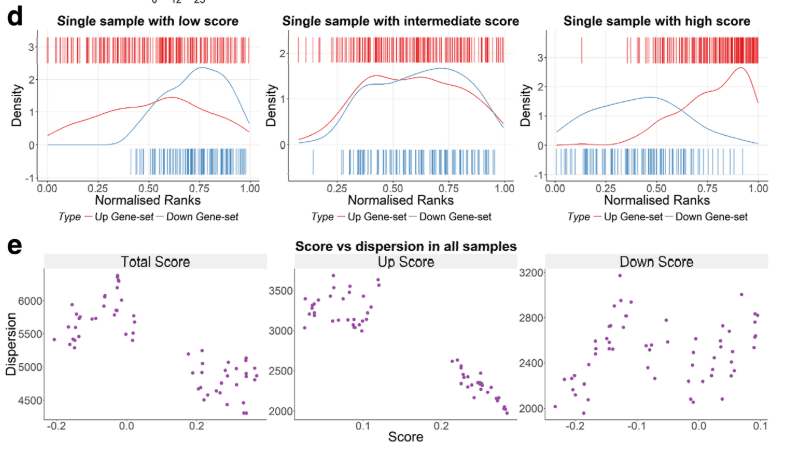 d
Single sample with low score
Single sample with intermediate score
Single sample with high score
Density
3
2
1
0
-1
0.00 0.25 0.50 0.75 1.00
Normalised Ranks
Type Up Gene-set Down Gene-set
Density
2
1
0
0.25 0.50 0.75 1.00
Normalised Ranks
Type Up Gene-set Down Gene-set
Density
3
2
1
0
-1
0.00 0.25 0.50 0.75 1.00
Normalised Ranks
Type Up Gene-set Down Gene-set
e
Score vs dispersion in all samples
Total Score
Up Score
Down Score
Dispersion
6000
5500
5000
4500
-0.2 0.0 0.2
3500
3000
2500
2000
0.1 0.2
3200
2800
2400
2000
-0.2 -0.1 0.0 0.1
Score